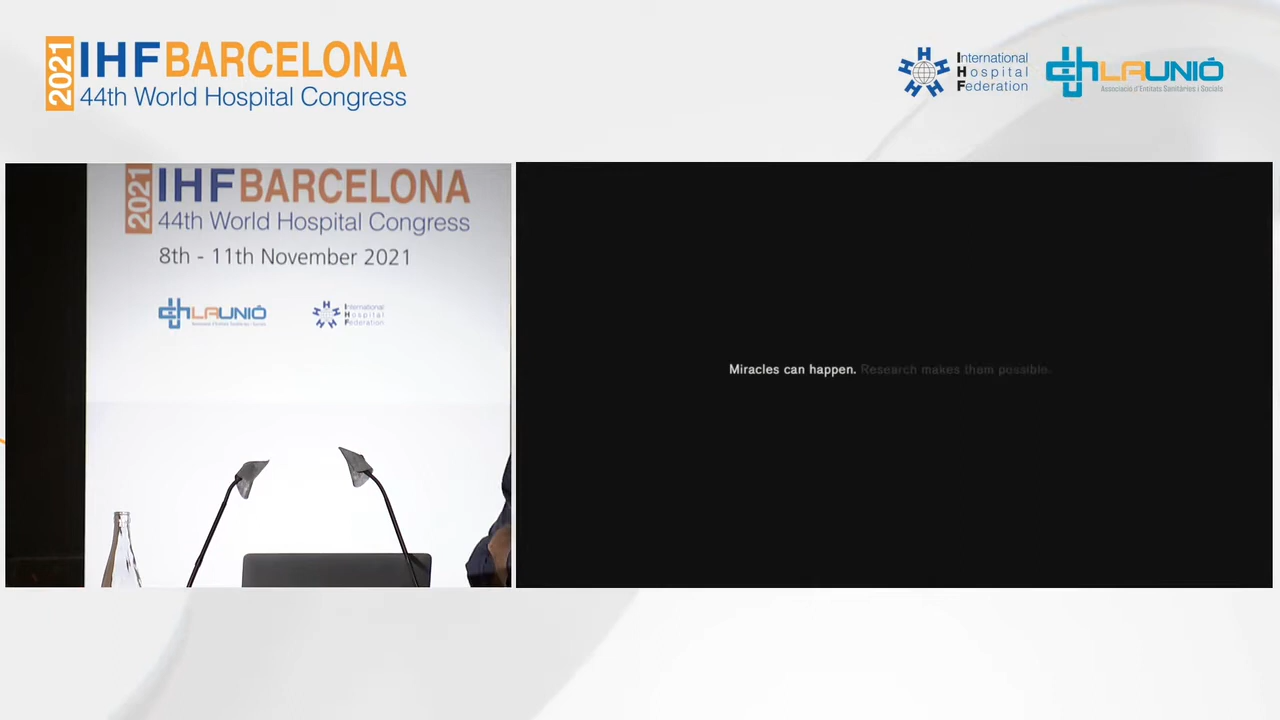 2021 IHF BARCELONA
44th World Hospital Congress
International
Hospital
Federation
LAUNIÓ
Associació d'Entitats Sanitàries i Socials
2021 IHF BARCELONA
44th World Hospital Congress
8th - 11th November 2021
LAUNIÓ
International
Hospital
Federation
Miracles can happen. Research makes them possible.